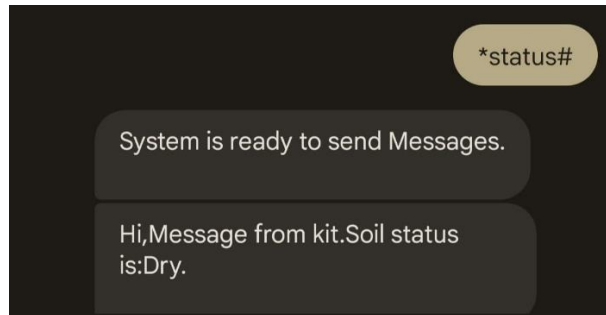 *status#
System is ready to send Messages.
Hi,Message from kit.Soil status
is:Dry.